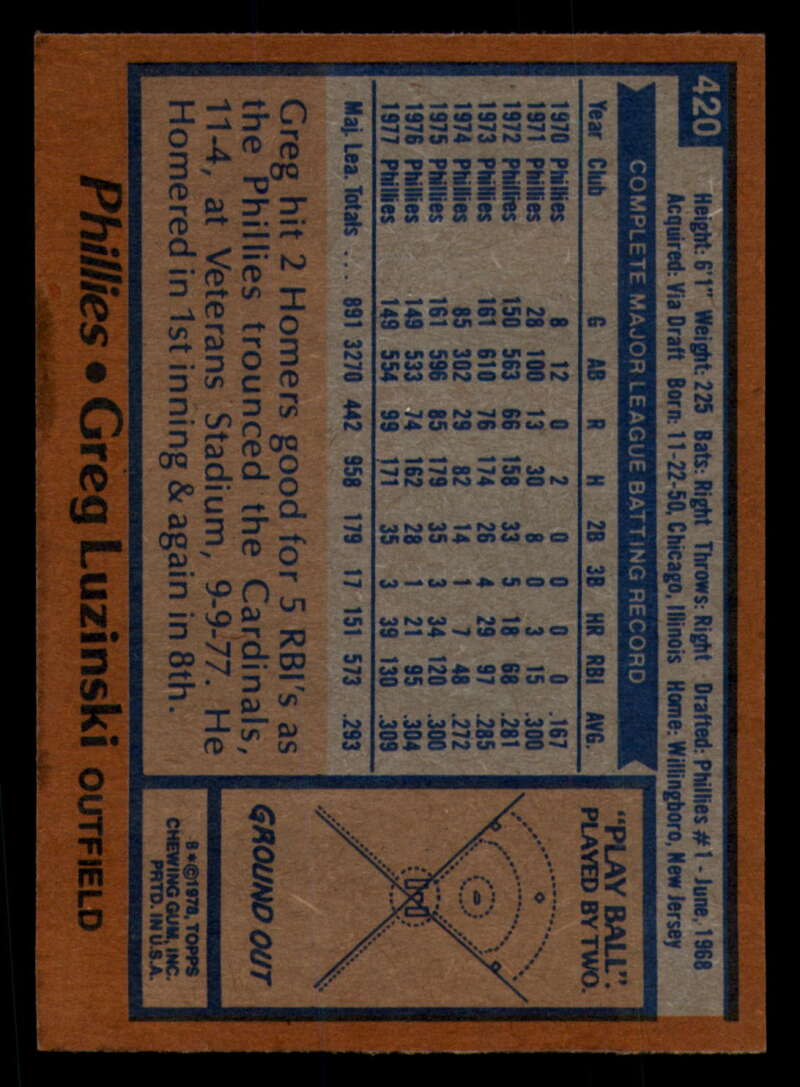 420
Height: 6'1" Weight: 225 Bats: Right Throws: Right Drafted: Phillies #1 - June, 1968
Acquired: Via Draft Born: 11-22-50, Chicago, Illinois Home: Willingboro, New Jersey
COMPLETE MAJOR LEAGUE BATTING RECORD
Year Club G AB R H 2B 3B HR RBI AVG.
1970 Phillies 8 12 0 2 0 0 0 0 .167
1971 Phillies 28 100 13 30 8 0 3 15 .300
1972 Phillies 150 563 66 158 33 5 18 68 .281
1973 Phillies 161 610 76 174 26 4 29 97 .285
1974 Phillies 85 302 29 82 14 1 7 48 .272
1975 Phillies 161 596 85 179 35 3 34 120 .300
1976 Phillies 149 533 74 162 28 1 21 95 .304
1977 Phillies 149 554 99 171 35 3 39 130 .309
Maj. Lea. Totals ... 891 3270 442 958 179 17 151 573 .293
Greg hit 2 Homers good for 5 RBI's as
the Phillies trounced the Cardinals,
11-4, at Veterans Stadium, 9-9-77. He
Homered in 1st inning & again in 8th.
"PLAY BALL":
PLAYED BY TWO.
GROUND OUT
B*©1978, TOPPS
CHEWING GUM, INC.
PRTD. IN U.S.A.
Phillies • Greg Luzinski OUTFIELD